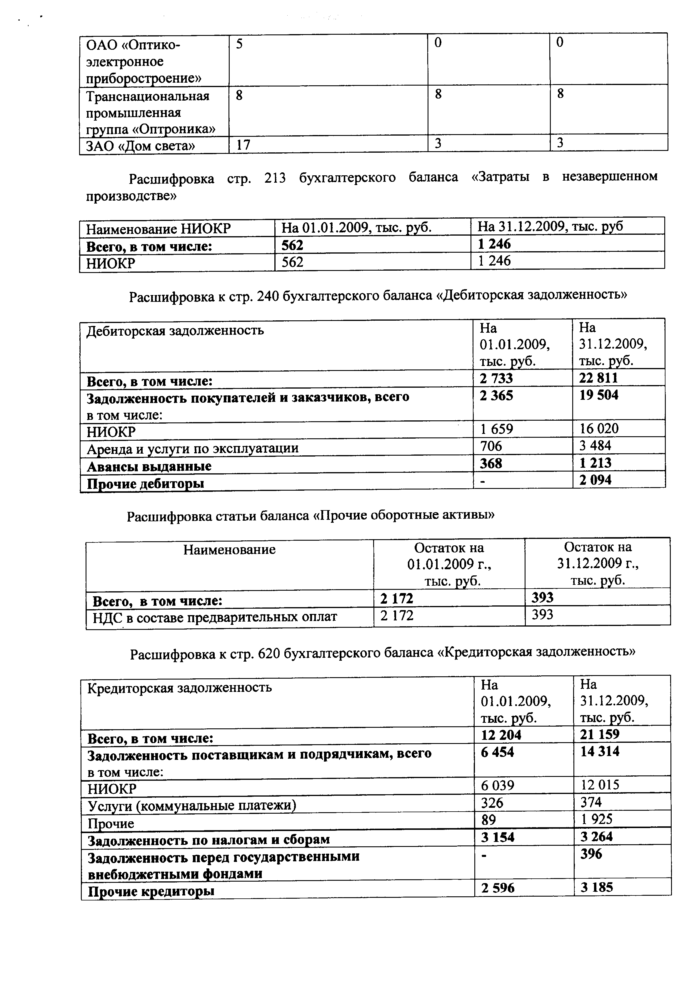 ОАО «Оптико- 5 0 0
электронное
приборостроение»
Транснациональная 8 8 8
промышленная
группа «Оптроника»
ЗАО «Дом света» 17 3 3
Расшифровка стр. 213 бухгалтерского баланса «Затраты в незавершенном
производстве»
Наименование НИОКР На 01.01.2009, тыс. руб. На 31.12.2009, тыс. руб
Всего, в том числе: 562 1 246
НИОКР 562 1 246
Расшифровка к стр. 240 бухгалтерского баланса «Дебиторская задолженность»
Дебиторская задолженность На На
01.01.2009, 31.12.2009,
тыс. руб. тыс. руб.
Всего, в том числе: 2 733 22 811
Задолженность покупателей и заказчиков, всего 2 365 19 504
в том числе:
НИОКР 1 659 16 020
Аренда и услуги по эксплуатации 706 3 484
Авансы выданные 368 1 213
Прочие дебиторы - 2 094
Расшифровка статьи баланса «Прочие оборотные активы»
Наименование Остаток на Остаток на
01.01.2009 г., 31.12.2009 г.,
тыс. руб. тыс. руб.
Всего, в том числе: 2 172 393
НДС в составе предварительных оплат 2 172 393
Расшифровка к стр. 620 бухгалтерского баланса «Кредиторская задолженность»
Кредиторская задолженность На На
01.01.2009, 31.12.2009,
тыс. руб. тыс. руб.
Всего, в том числе: 12 204 21 159
Задолженность поставщикам и подрядчикам, всего 6 454 14 314
в том числе:
НИОКР 6 039 12 015
Услуги (коммунальные платежи) 326 374
Прочие 89 1 925
Задолженность по налогам и сборам 3 154 3 264
Задолженность перед государственными - 396
внебюджетными фондами
Прочие кредиторы 2 596 3 185